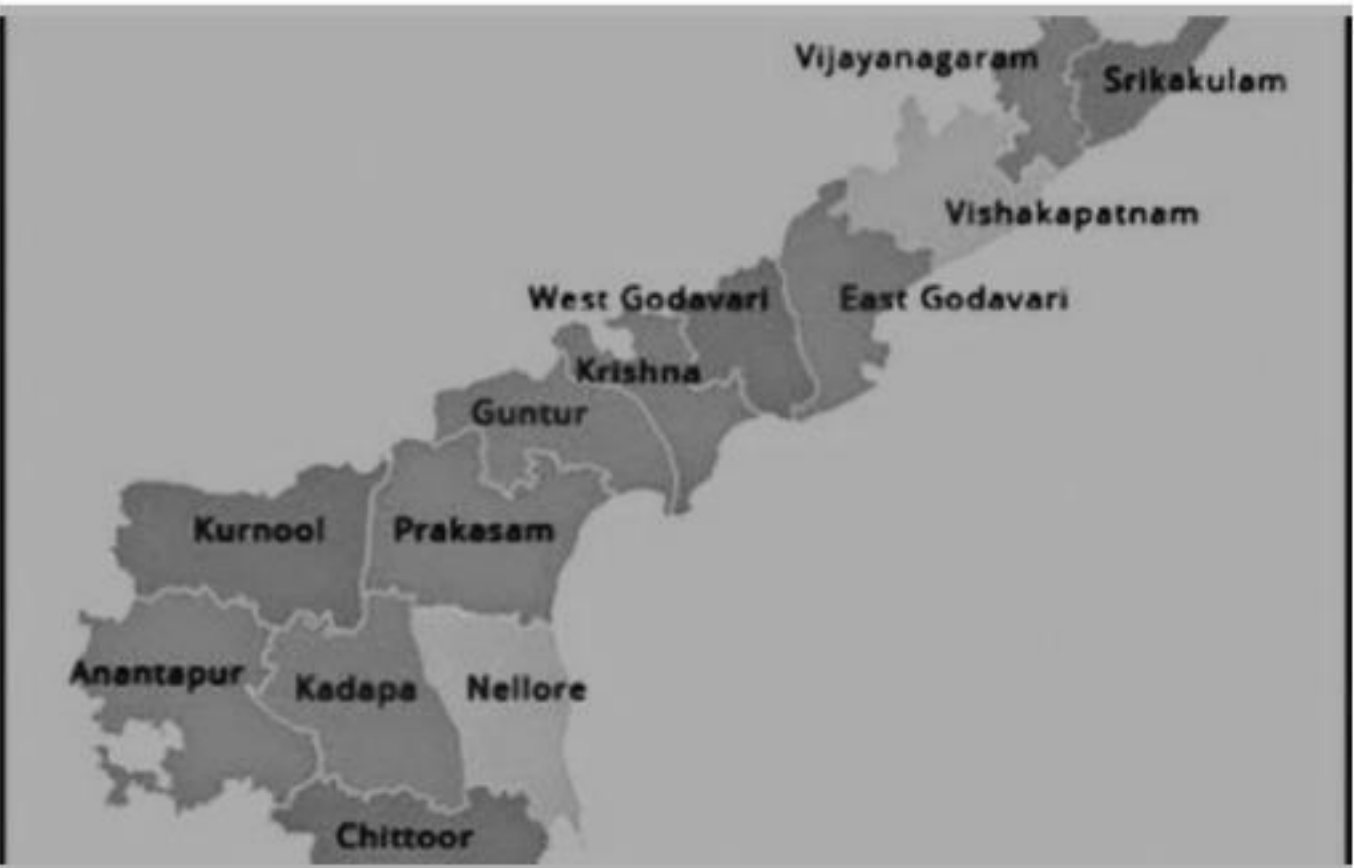 Vijayanagaram
Srikakulam
Vishakapatnam
West Godavari
East Godavari
Krishna
Guntur
Kurnool
Prakasam
Anantapur
Kadapa
Nellore
Chittoor